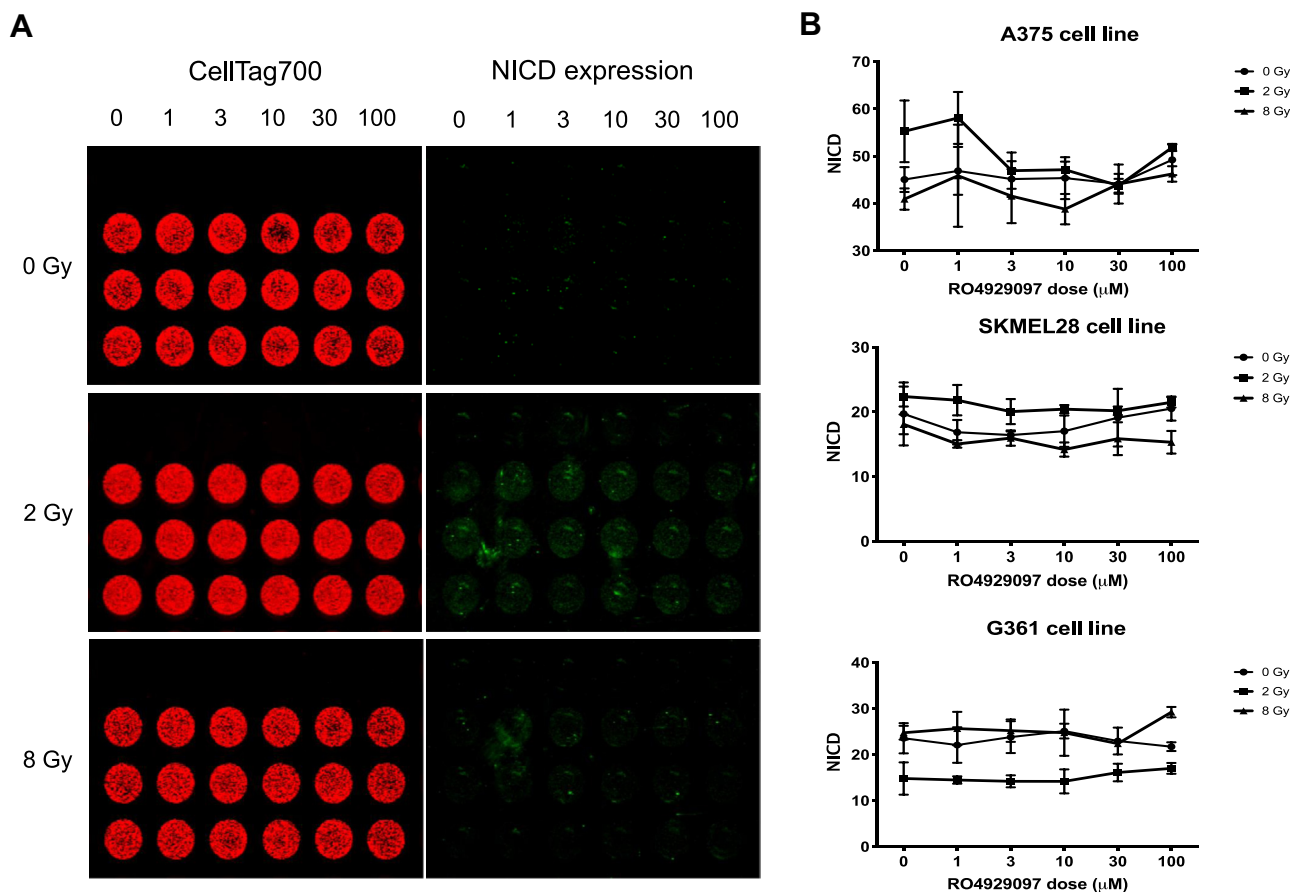 A
CellTag700
NICD expression
0 1 3 10 30 100
0 1 3 10 30 100
0 Gy
2 Gy
8 Gy
B
A375 cell line
70
60
50
40
30
NICD
0 1 3 10 30 100
RO4929097 dose (μM)
0 Gy
2 Gy
8 Gy
SKMEL28 cell line
30
20
10
0
NICD
0 1 3 10 30 100
RO4929097 dose (μM)
0 Gy
2 Gy
8 Gy
G361 cell line
40
30
20
10
0
NICD
0 1 3 10 30 100
RO4929097 dose (μM)
0 Gy
2 Gy
8 Gy